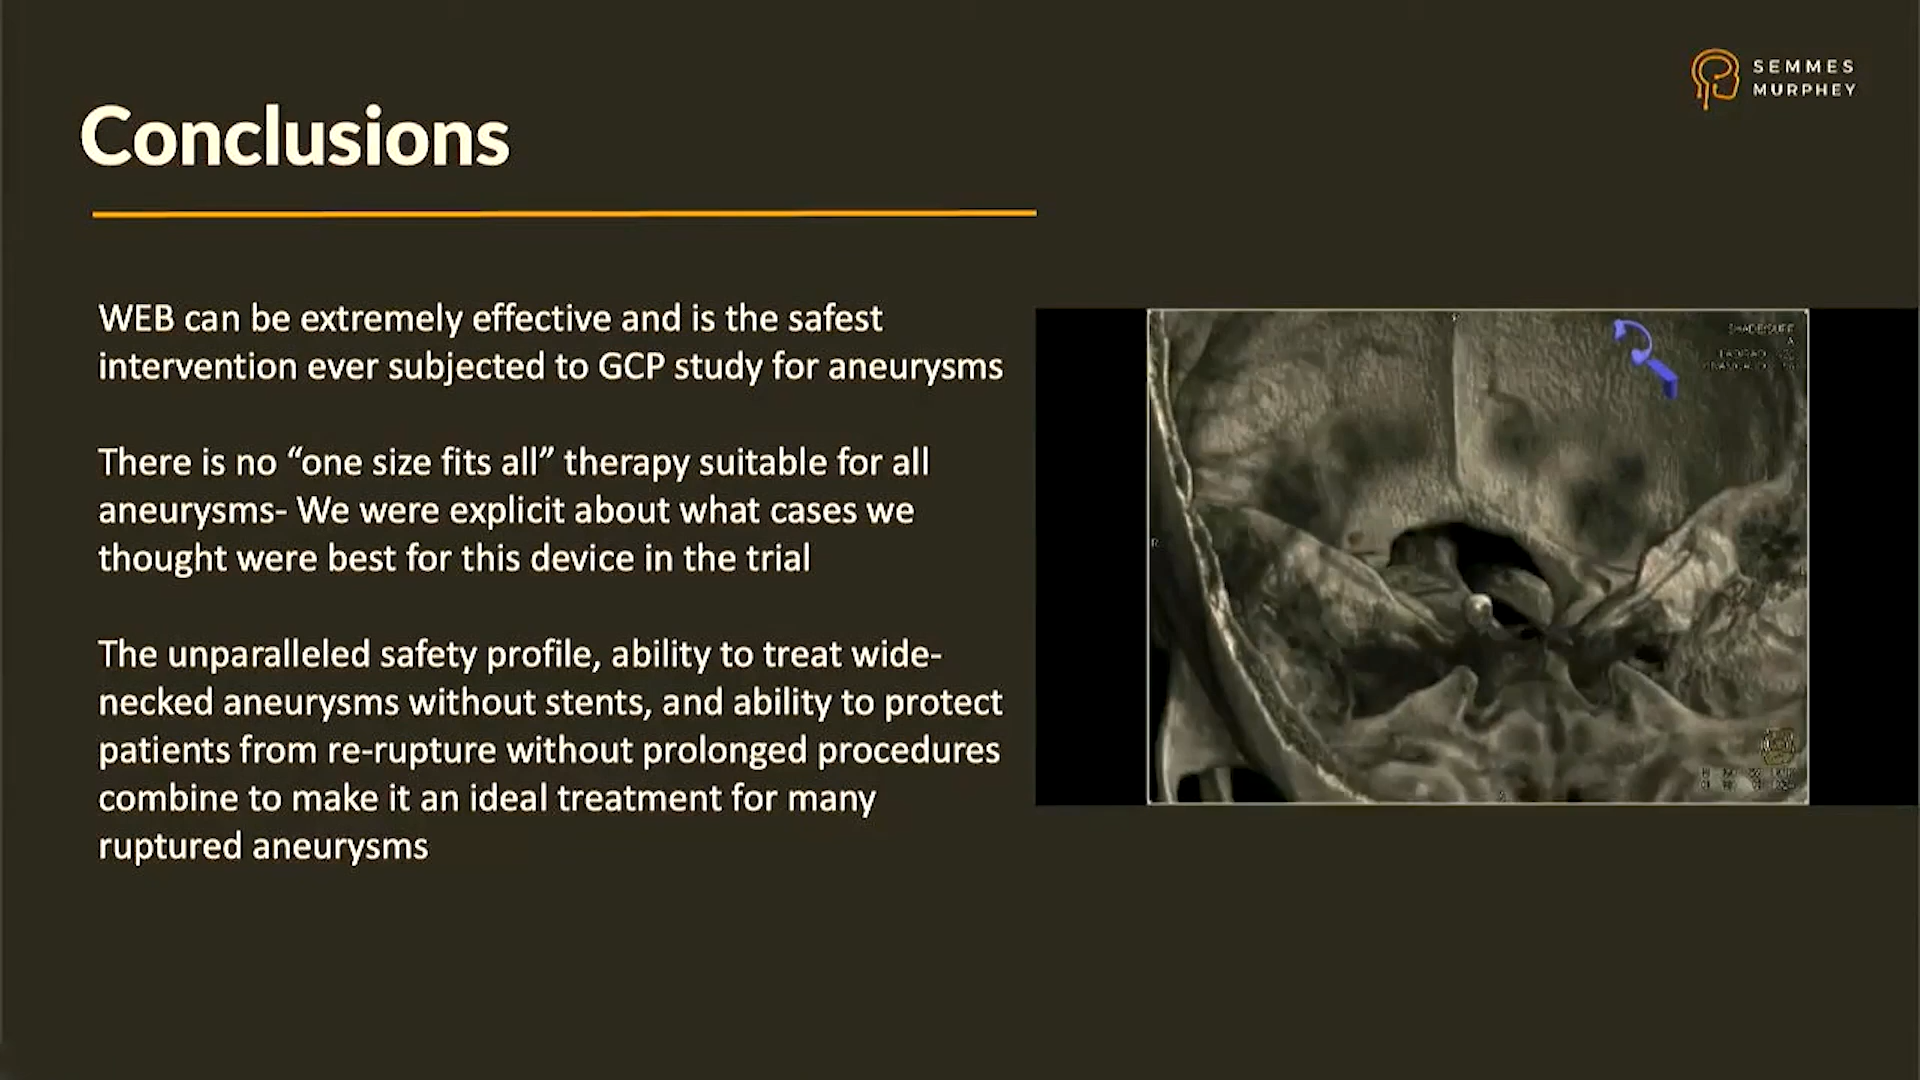 SEMMES
MURPHEY
Conclusions
WEB can be extremely effective and is the safest
intervention ever subjected to GCP study for aneurysms
There is no “one size fits all” therapy suitable for all
aneurysms- We were explicit about what cases we
thought were best for this device in the trial
The unparalleled safety profile, ability to treat wide-
necked aneurysms without stents, and ability to protect
patients from re-rupture without prolonged procedures
combine to make it an ideal treatment for many
ruptured aneurysms
R